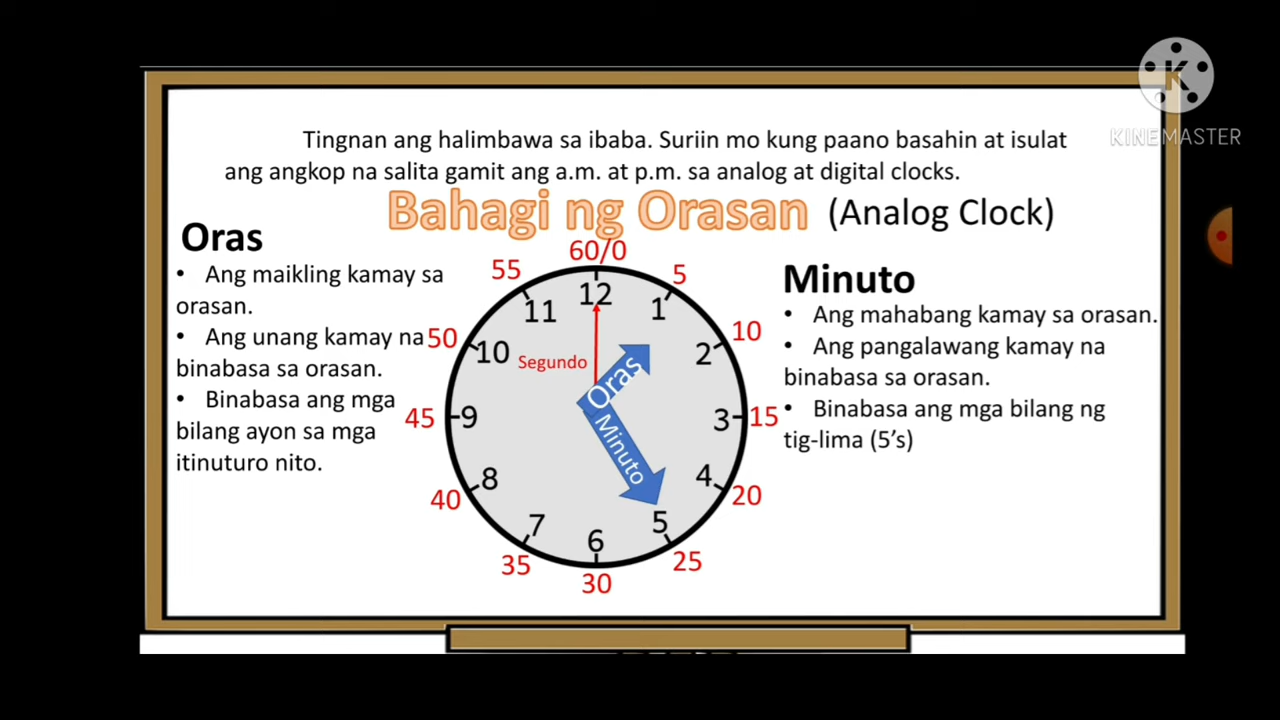 KINEMASTER
Tingnan ang halimbawa sa ibaba. Suriin mo kung paano basahin at isulat
ang angkop na salita gamit ang a.m. at p.m. sa analog at digital clocks.
Bahagi ng Orasan (Analog Clock)
Oras
• Ang maikling kamay sa
orasan.
• Ang unang kamay na
binabasa sa orasan.
• Binabasa ang mga
bilang ayon sa mga
itinuturo nito.
60/0
5
10
15
20
25
30
35
40
45
50
55
12
1
2
3
4
5
6
7
8
9
10
11
Segundo
Oras
Minuto
Minuto
• Ang mahabang kamay sa orasan.
• Ang pangalawang kamay na
binabasa sa orasan.
• Binabasa ang mga bilang ng
tig-lima (5’s)